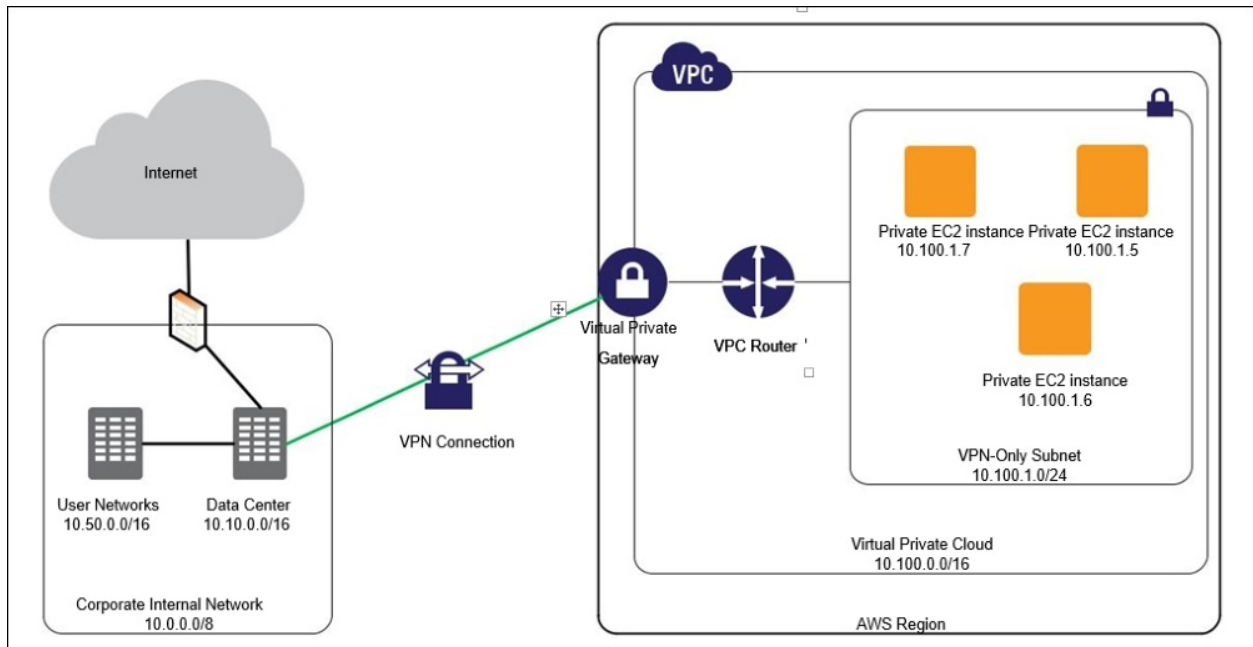 Internet
User Networks
10.50.0.0/16
Data Center
10.10.0.0/16
Corporate Internal Network
10.0.0.0/8
VPN Connection
VPC
Virtual Private
Gateway
VPC Router '
Private EC2 instance
10.100.1.7
Private EC2 instance
10.100.1.5
Private EC2 instance
10.100.1.6
VPN-Only Subnet
10.100.1.0/24
Virtual Private Cloud
10.100.0.0/16
AWS Region